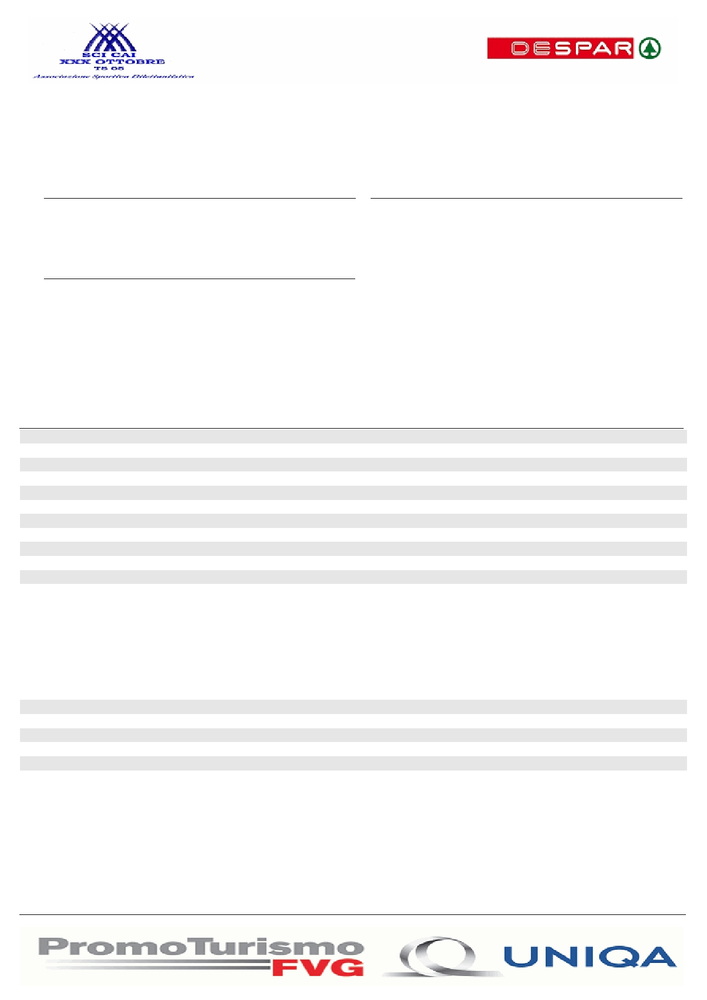 SCI CAI
XXX OTTOBRE
TS 05
Associazione Sportiva Dilettantistica
DESPAR
PromoTurismo
FVG
UNIQA